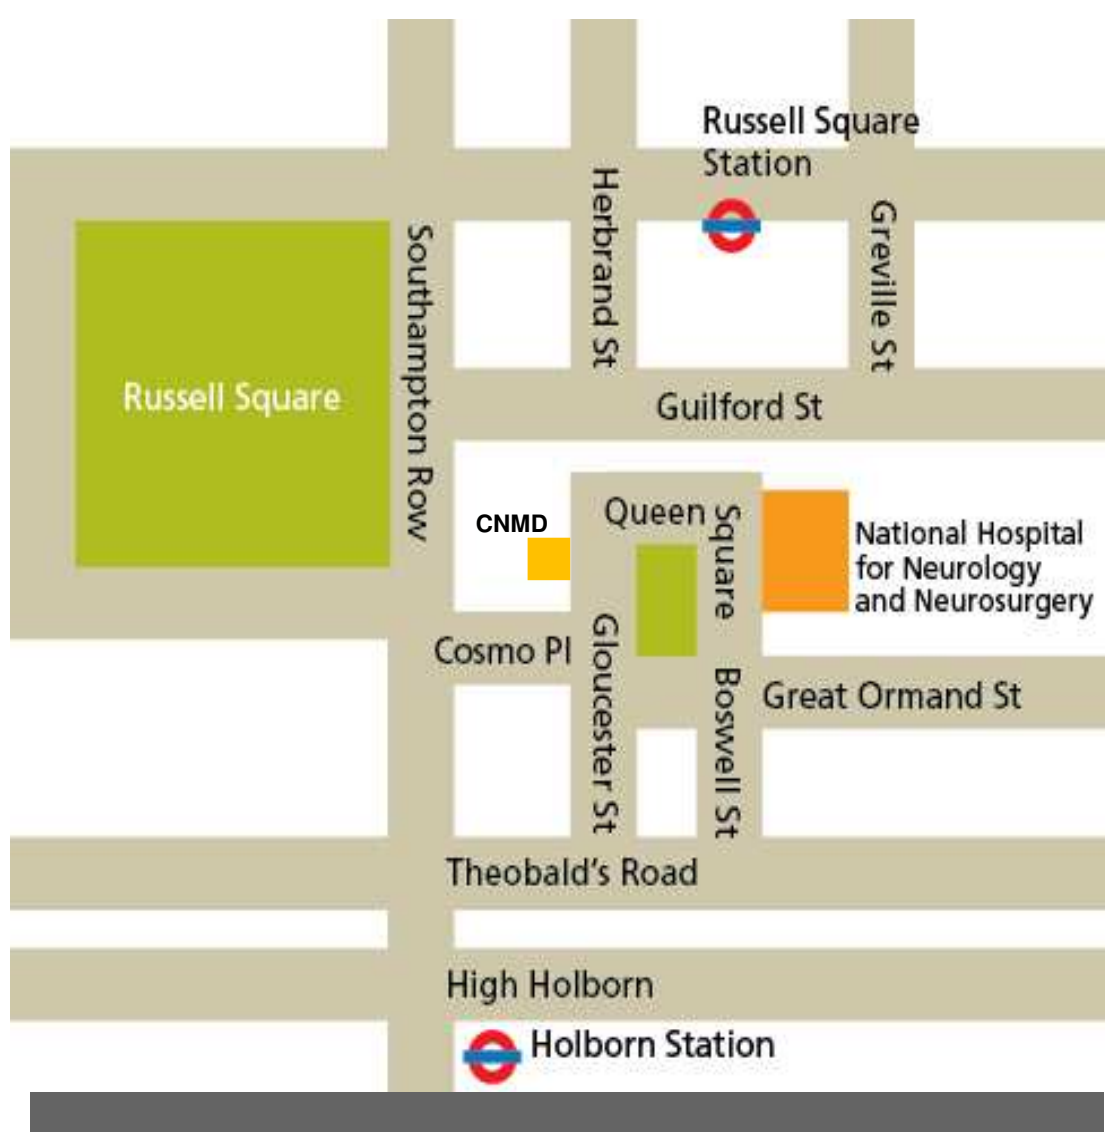 Russell Square
Station
Herbrand St
Greville St
Southampton Row
Russell Square
Guilford St
Queen
Square
CNMD
National Hospital
for Neurology
and Neurosurgery
Cosmo Pl
Gloucester St
Boswell St
Great Ormand St
Theobald's Road
High Holborn
Holborn Station